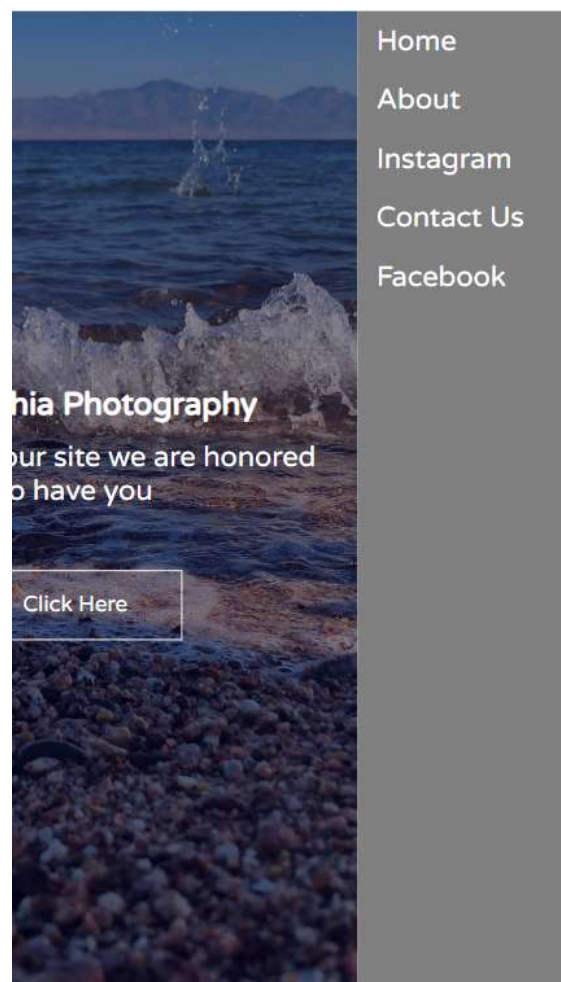 Home
About
Instagram
Contact Us
Facebook
hia Photography
our site we are honored
o have you
Click Here